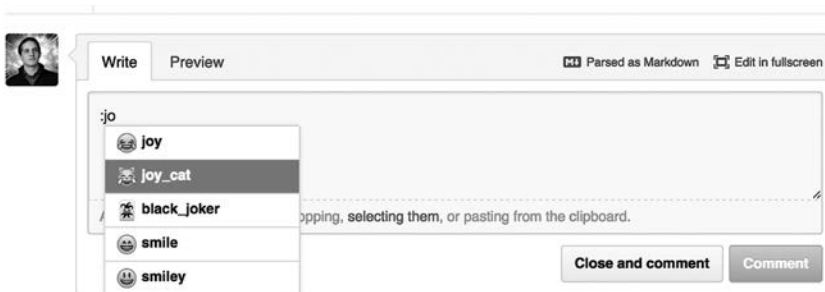 Write Preview Parsed as Markdown Edit in fullscreen
:jo
joy
joy_cat
black_joker
opping, selecting them, or pasting from the clipboard.
smile
Close and comment Comment
smiley